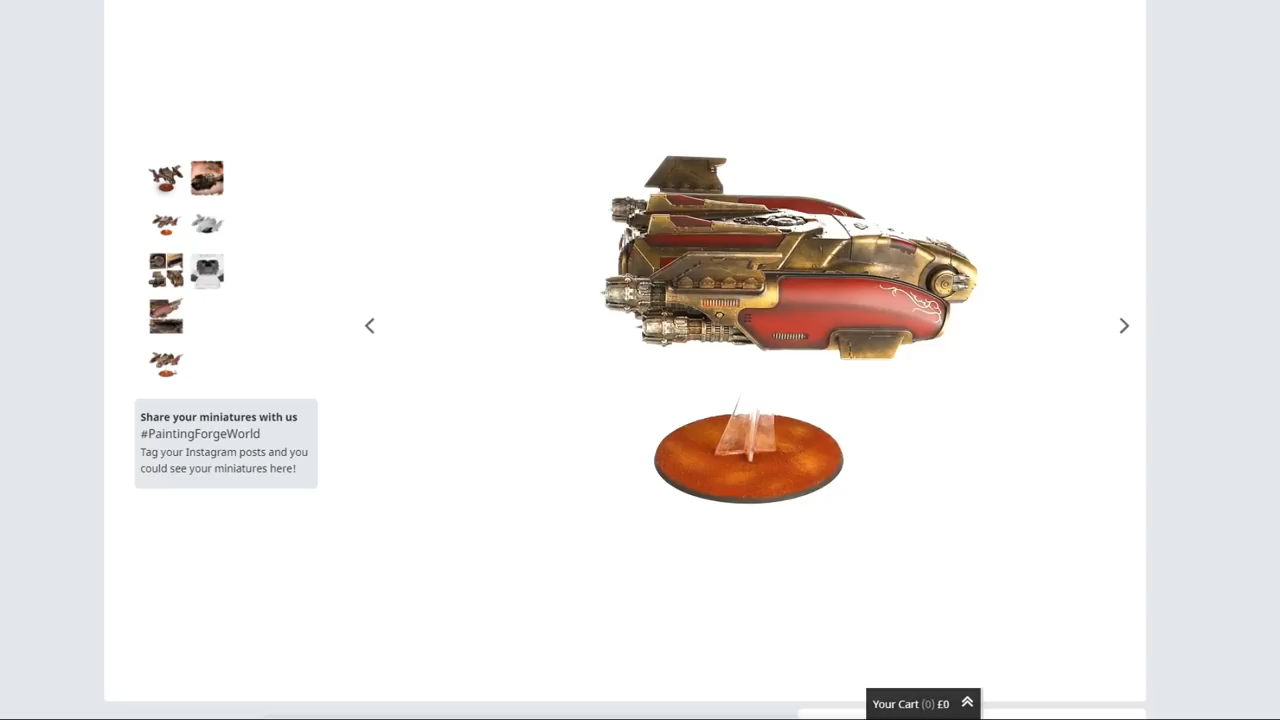 Share your miniatures with us
#PaintingForgeWorld
Tag your Instagram posts and you
could see your miniatures here!
Your Cart (0) £0